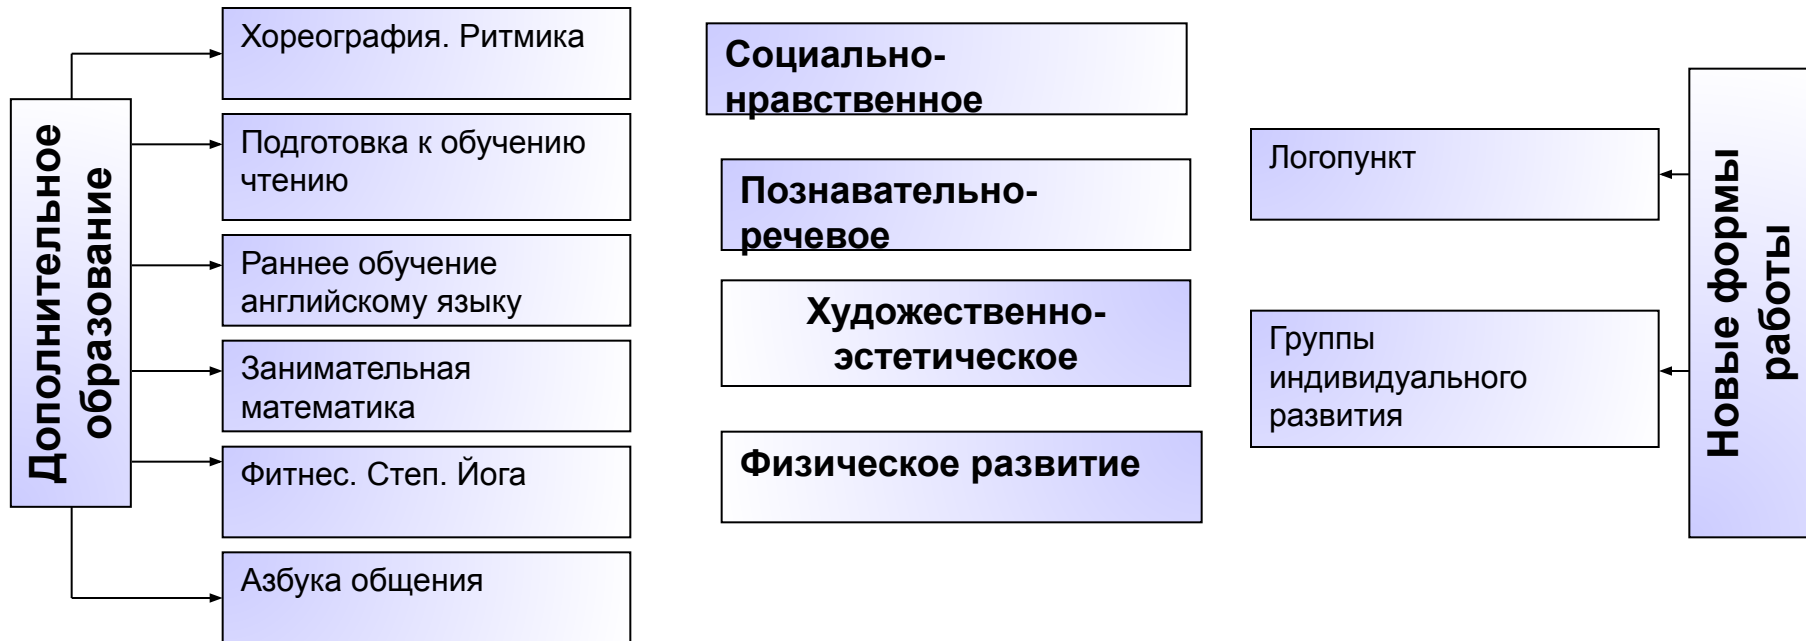 Дополнительное
образование
Хореография. Ритмика
Подготовка к обучению
чтению
Раннее обучение
английскому языку
Занимательная
математика
Фитнес. Степ. Йога
Азбука общения
Социально-
нравственное
Познавательно-
речевое
Художественно-
эстетическое
Физическое развитие
Логопункт
Группы
индивидуального
развития
Новые формы
работы